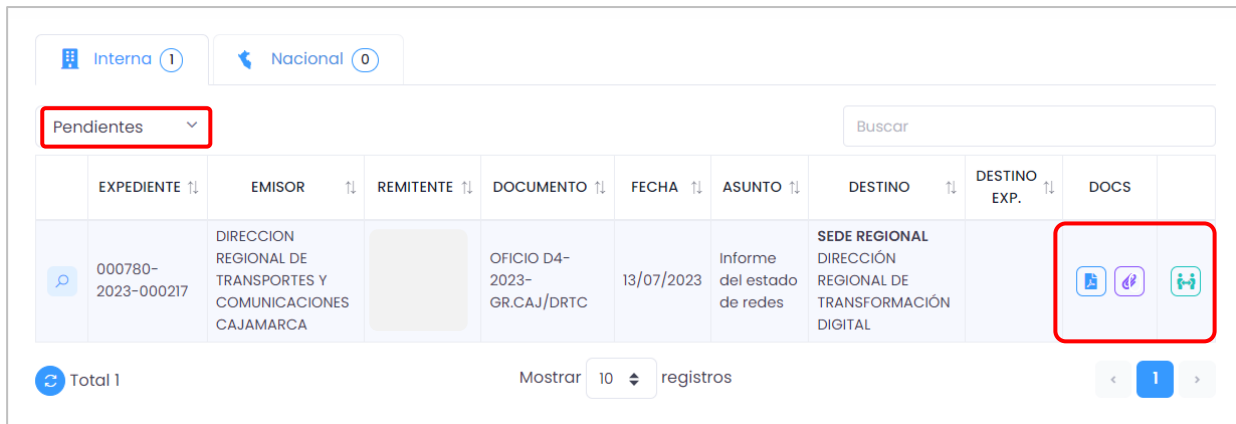 Interna 1 Nacional 0
Pendientes Buscar
EXPEDIENTE EMISOR REMITENTE DOCUMENTO FECHA ASUNTO DESTINO DESTINO EXP. DOCS
000780-
2023-000217
DIRECCION
REGIONAL DE
TRANSPORTES Y
COMUNICACIONES
CAJAMARCA
OFICIO D4-
2023-
GR.CAJ/DRTC
13/07/2023
Informe
del estado
de redes
SEDE REGIONAL
DIRECCIÓN
REGIONAL DE
TRANSFORMACIÓN
DIGITAL
Total 1 Mostrar 10 registros 1